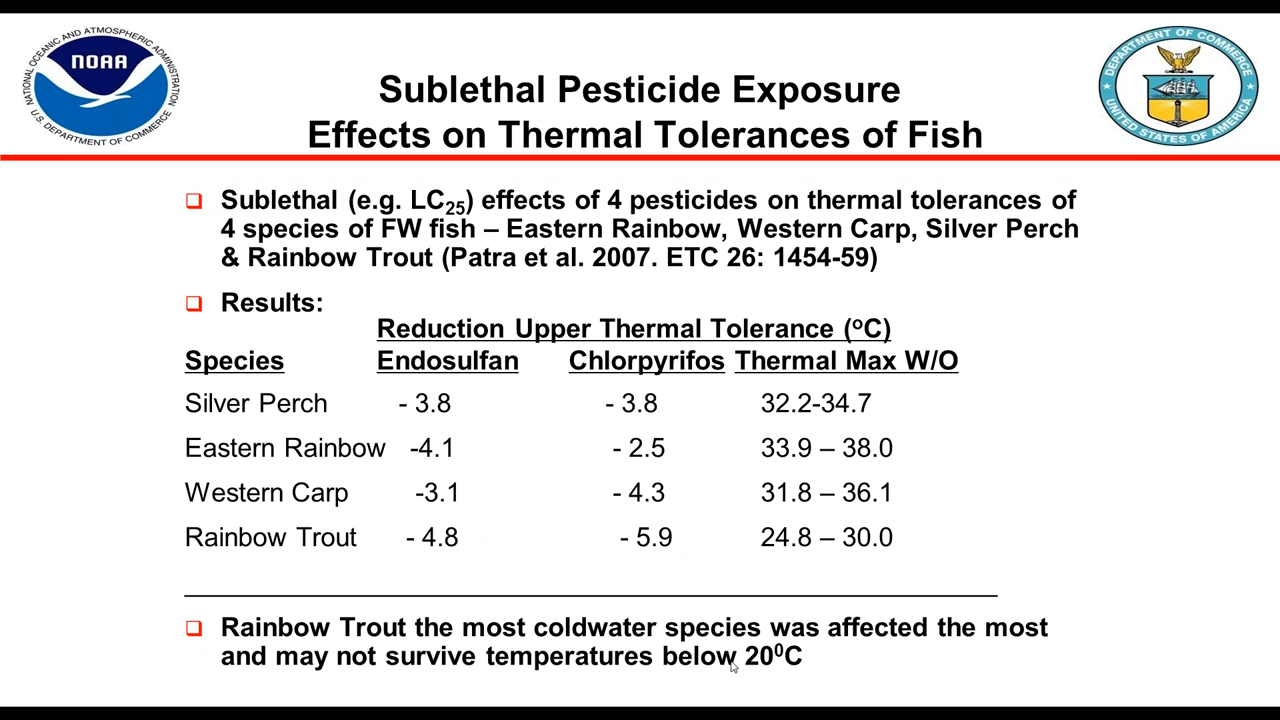 NOAA
NATIONAL OCEANIC AND ATMOSPHERIC ADMINISTRATION
U.S. DEPARTMENT OF COMMERCE
DEPARTMENT OF COMMERCE
UNITED STATES OF AMERICA
Sublethal Pesticide Exposure
Effects on Thermal Tolerances of Fish
Sublethal (e.g. LC25) effects of 4 pesticides on thermal tolerances of
4 species of FW fish – Eastern Rainbow, Western Carp, Silver Perch
& Rainbow Trout (Patra et al. 2007. ETC 26: 1454-59)
Results:
Reduction Upper Thermal Tolerance (oC)
Species Endosulfan Chlorpyrifos Thermal Max W/O
Silver Perch - 3.8 - 3.8 32.2-34.7
Eastern Rainbow -4.1 - 2.5 33.9 – 38.0
Western Carp -3.1 - 4.3 31.8 – 36.1
Rainbow Trout - 4.8 - 5.9 24.8 – 30.0
Rainbow Trout the most coldwater species was affected the most
and may not survive temperatures below 20⁰C